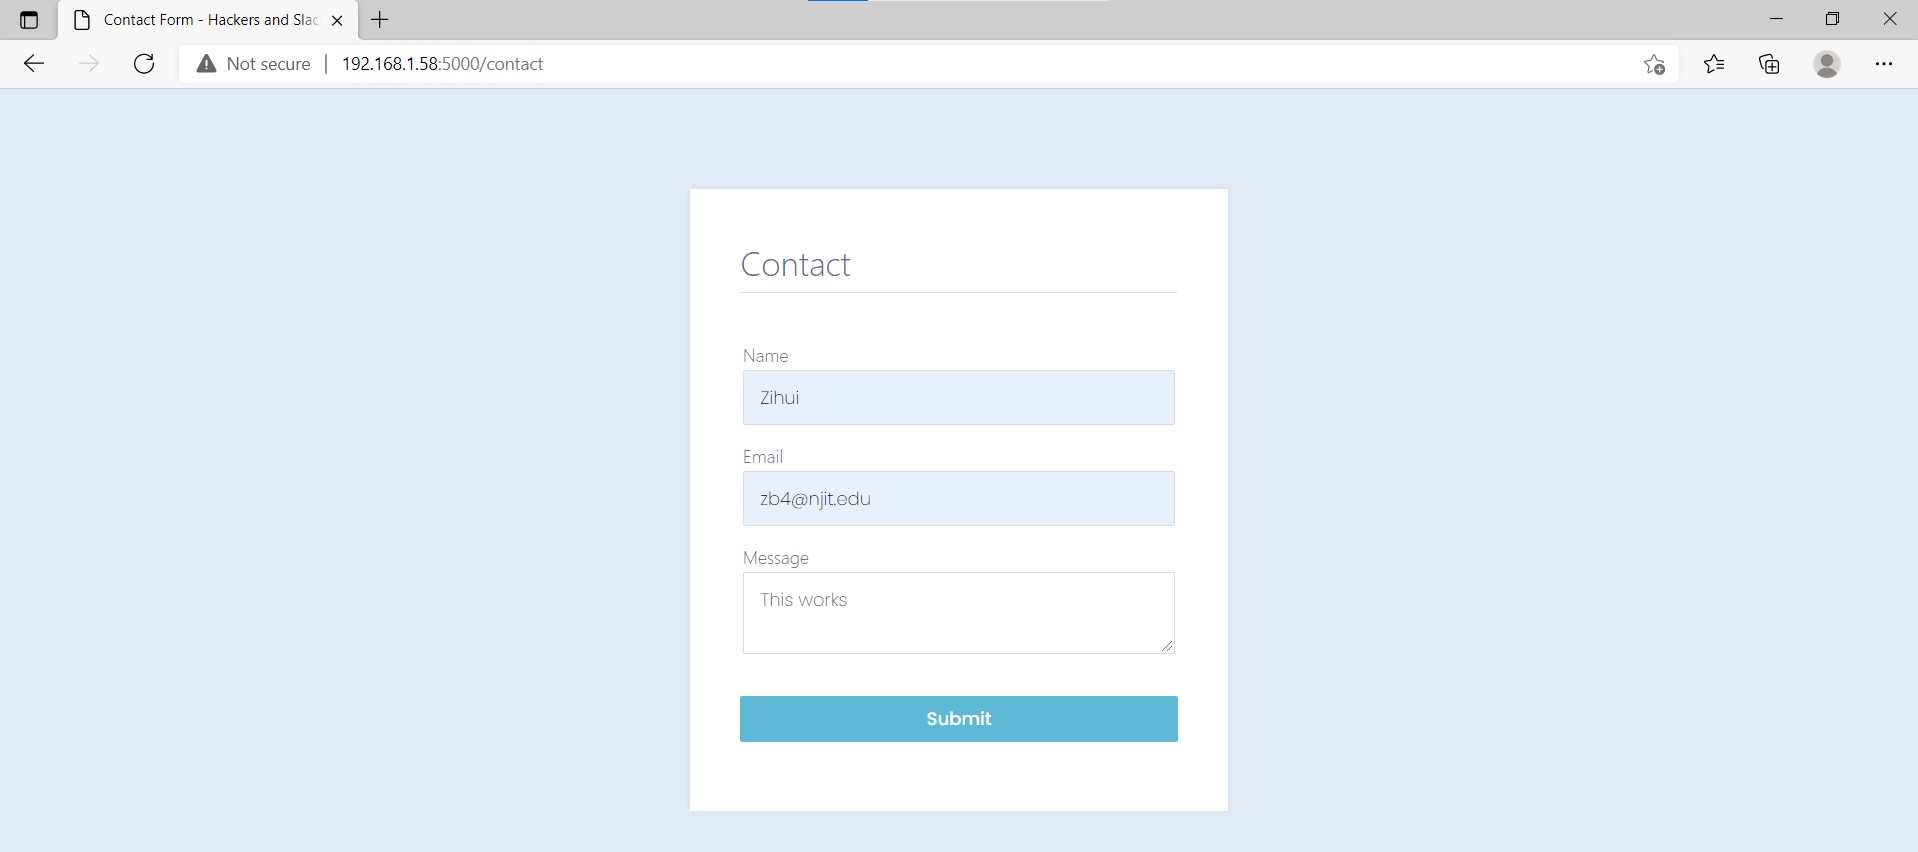 Contact Form - Hackers and Slac
Not secure
192.168.1.58:5000/contact
Contact
Name
Zihui
Email
zb4@njit.edu
Message
This works
Submit